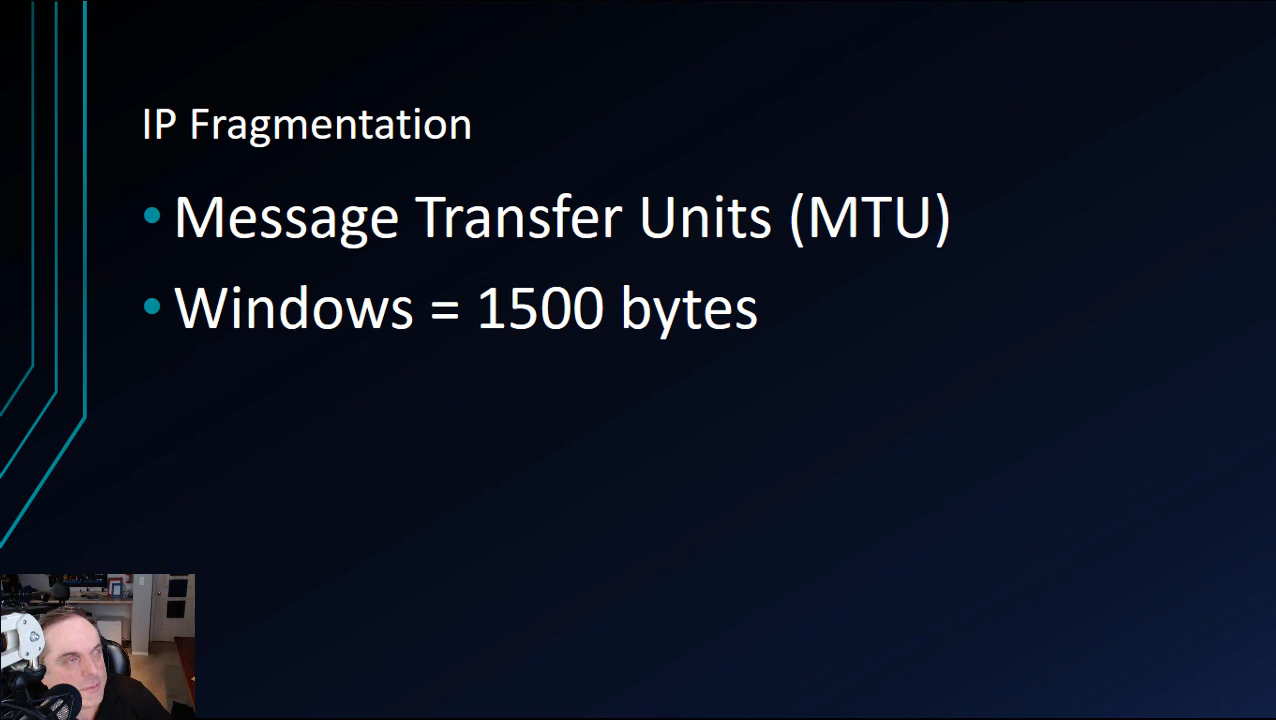 IP Fragmentation
• Message Transfer Units (MTU)
• Windows = 1500 bytes